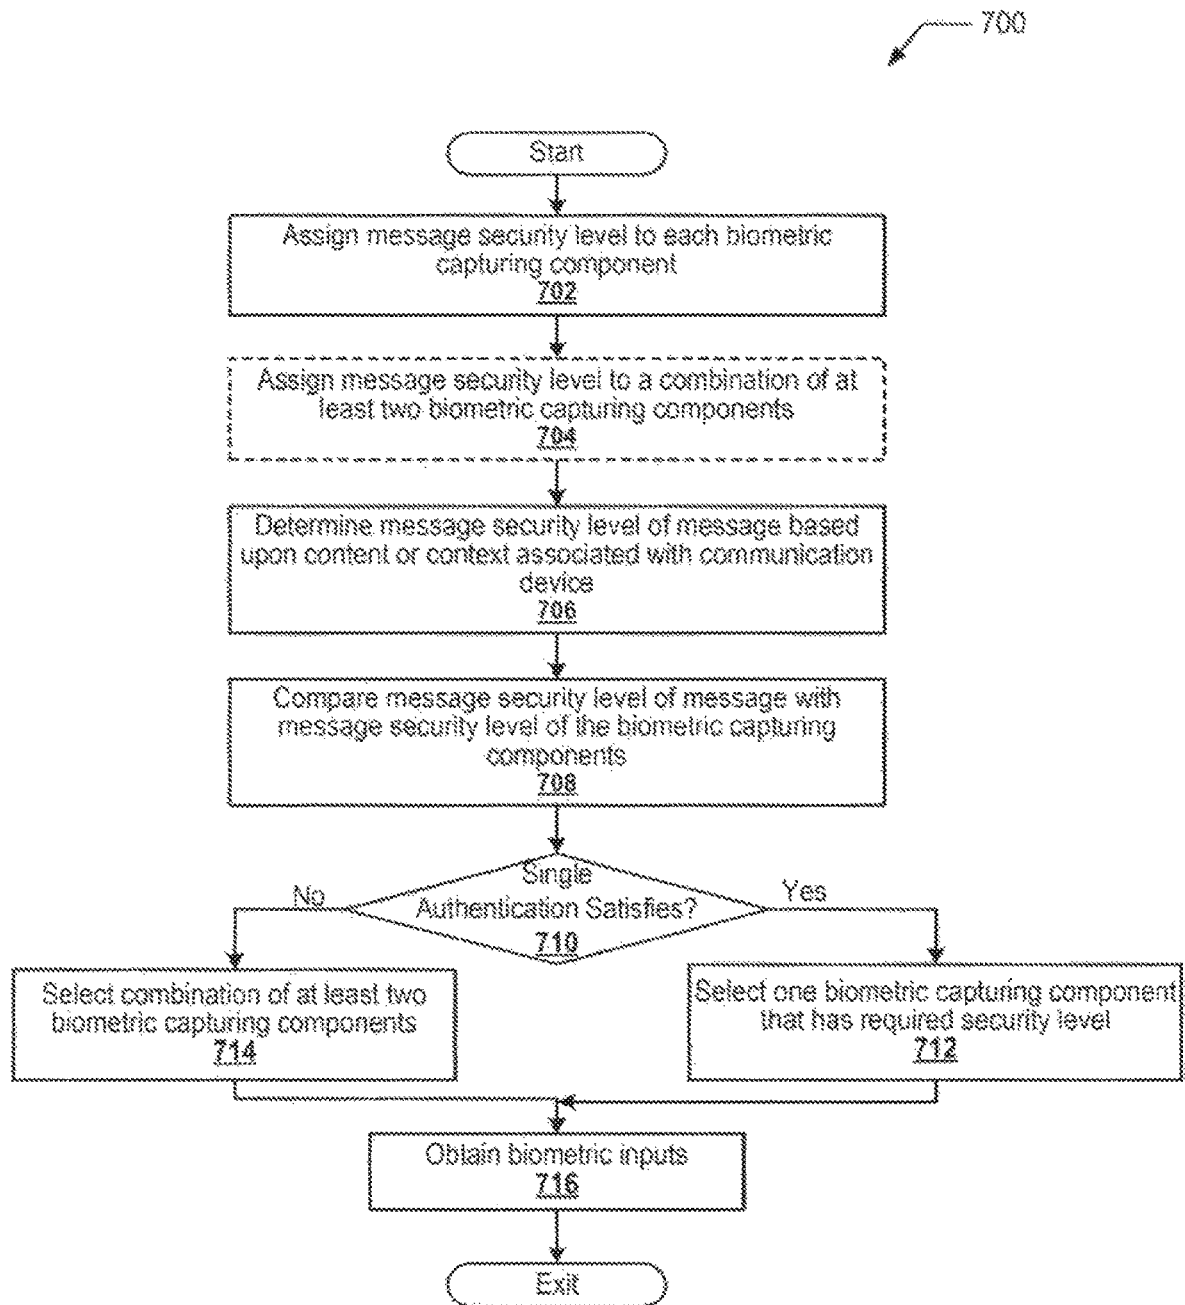 700
Start
Assign message security level to each biometric
capturing component
702
Assign message security level to a combination of at
least two biometric capturing components
704
Determine message security level of message based
upon content or context associated with communication
device
706
Compare message security level of message with
message security level of the biometric capturing
components
708
Single
Authentication Satisfies?
710
No
Yes
Select combination of at least two
biometric capturing components
714
Select one biometric capturing component
that has required security level
712
Obtain biometric inputs
716
Exit